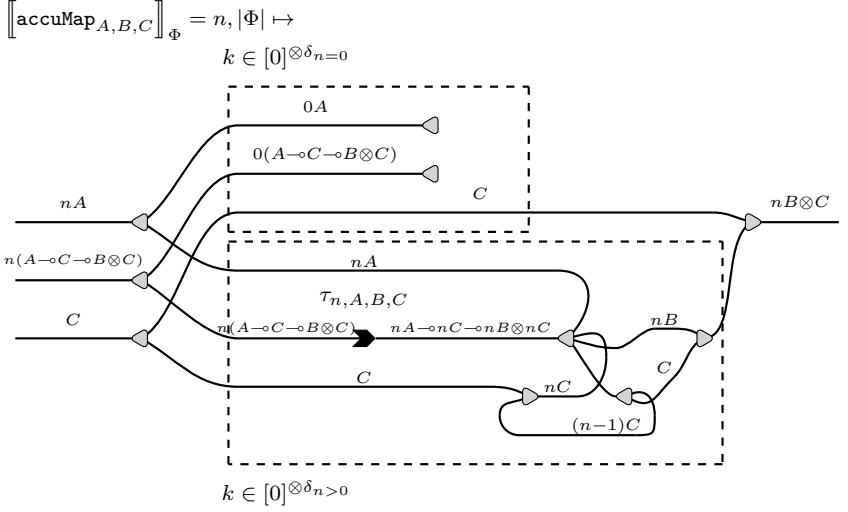 ⟦accuMap_{A,B,C}⟧_Φ = n, |Φ| ↦
k ∈ [0]^{⊗δ_{n=0}}
0A
0(A⊸C⊸B⊗C)
C
nA
nB⊗C
n(A⊸C⊸B⊗C)
nA
τ_{n,A,B,C}
C
n(A⊸C⊸B⊗C)
nA⊸nC⊸nB⊗nC
nB
C
C
nC
(n−1)C
k ∈ [0]^{⊗δ_{n>0}}